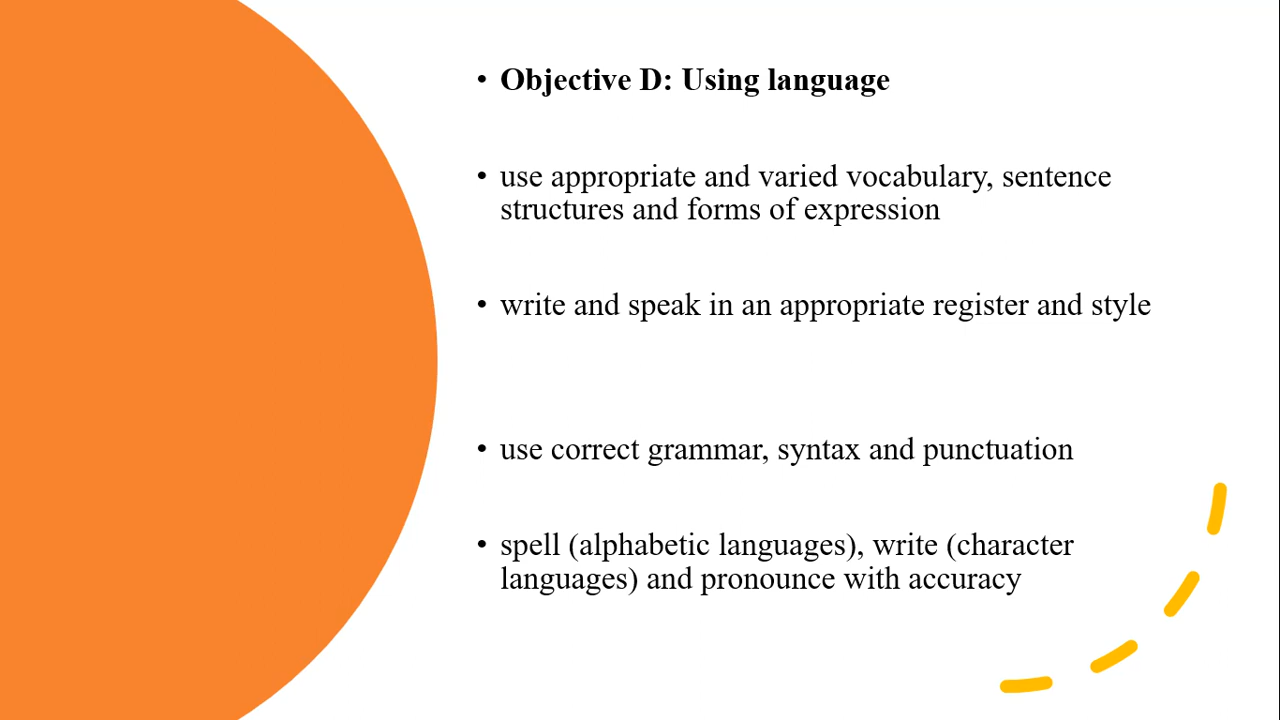 • Objective D: Using language
• use appropriate and varied vocabulary, sentence
structures and forms of expression
• write and speak in an appropriate register and style
• use correct grammar, syntax and punctuation
• spell (alphabetic languages), write (character
languages) and pronounce with accuracy